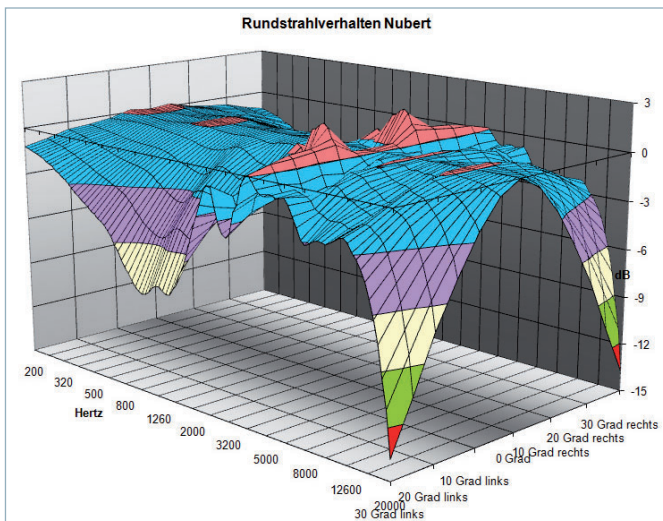 Rundstrahlverhalten Nubert
3
0
-3
-6
dB
-9
-12
-15
200
320
500
800
1260
2000
3200
5000
8000
12600
20000
Hertz
30 Grad rechts
20 Grad rechts
10 Grad rechts
0 Grad
10 Grad links
20 Grad links
30 Grad links